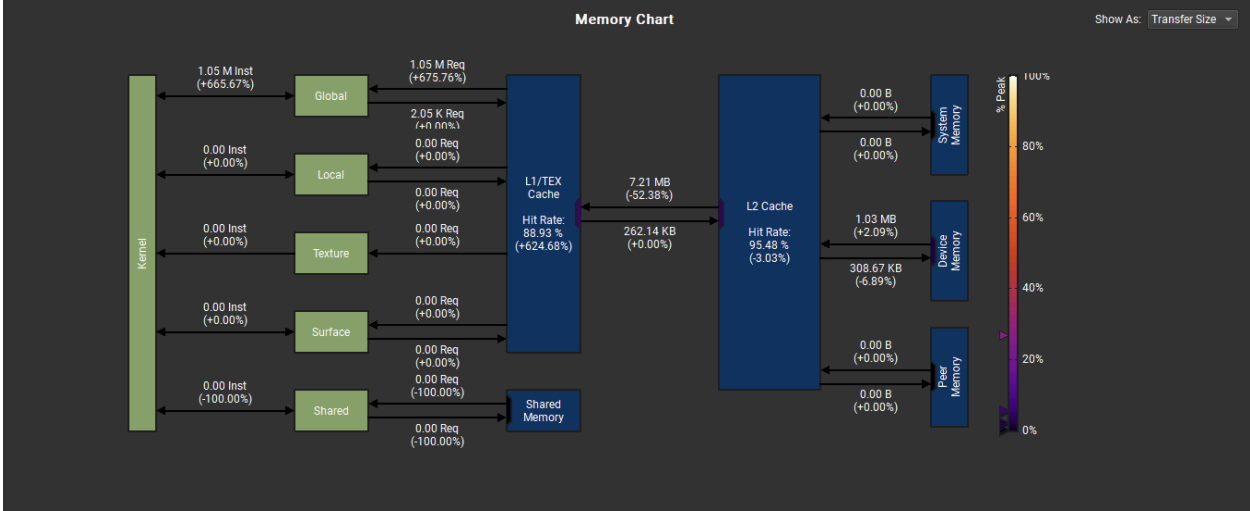 Memory Chart
Show As: Transfer Size
Kernel
1.05 M Inst
(+665.67%)
Global
1.05 M Req
(+675.76%)
2.05 K Req
(+0.00%)
0.00 Inst
(+0.00%)
Local
0.00 Req
(+0.00%)
0.00 Req
(+0.00%)
0.00 Inst
(+0.00%)
Texture
0.00 Req
(+0.00%)
0.00 Inst
(+0.00%)
Surface
0.00 Req
(+0.00%)
0.00 Req
(+0.00%)
0.00 Inst
(-100.00%)
Shared
0.00 Req
(-100.00%)
0.00 Req
(-100.00%)
L1/TEX
Cache
Hit Rate:
88.93 %
(+624.68%)
Shared
Memory
7.21 MB
(-52.38%)
262.14 KB
(+0.00%)
L2 Cache
Hit Rate:
95.48 %
(-3.03%)
0.00 B
(+0.00%)
0.00 B
(+0.00%)
System
Memory
1.03 MB
(+2.09%)
308.67 KB
(-6.89%)
Device
Memory
0.00 B
(+0.00%)
0.00 B
(+0.00%)
Peer
Memory
% Peak
100%
80%
60%
40%
20%
0%